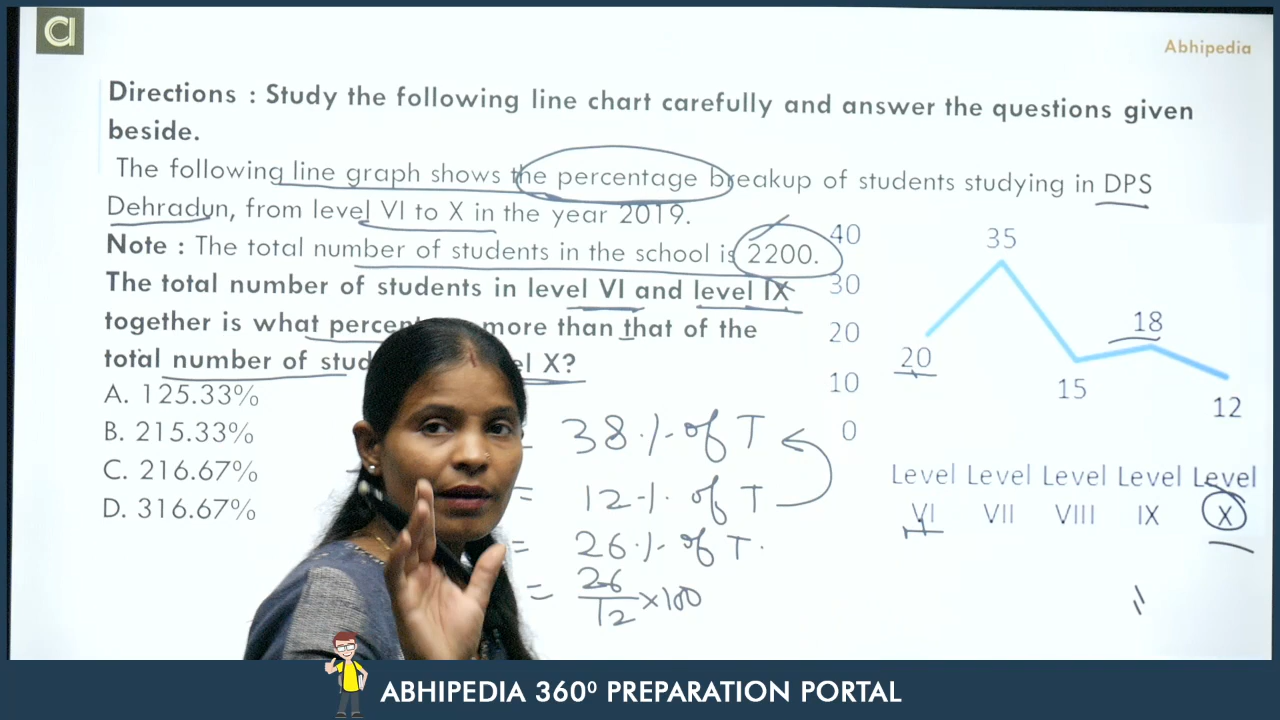 a
Abhipedia
Directions : Study the following line chart carefully and answer the questions given
beside.
The following line graph shows the percentage breakup of students studying in DPS
Dehradun, from level VI to X in the year 2019.
Note : The total number of students in the school is 2200.
The total number of students in level VI and level IX
together is what more than that of the
total number of X?
A. 125.33%
B. 215.33%
C. 216.67%
D. 316.67%
= 38 % of T
= 12 % of T
= 26 % of T.
= 26/12 × 100
40
30
20
10
0
20
35
15
18
12
Level Level Level Level Level
VI VII VIII IX X
ABHIPEDIA 360⁰ PREPARATION PORTAL